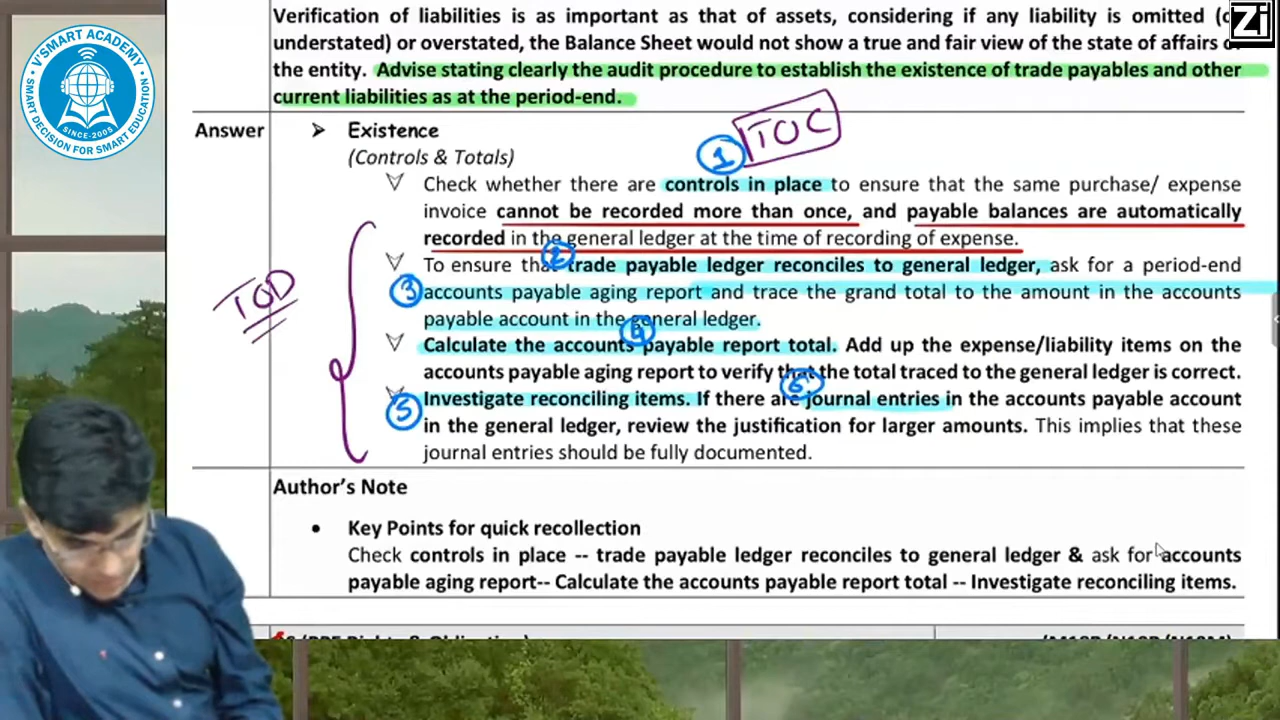 V'SMART ACADEMY
SMART DECISION FOR SMART EDUCATION
SINCE-2005
Zi
Verification of liabilities is as important as that of assets, considering if any liability is omitted
understated) or overstated, the Balance Sheet would not show a true and fair view of the state of affairs
the entity. Advise stating clearly the audit procedure to establish the existence of trade payables and other
current liabilities as at the period-end.
Answer
➤ Existence
(Controls & Totals)
1 TOC
Check whether there are controls in place to ensure that the same purchase/ expense
invoice cannot be recorded more than once, and payable balances are automatically
recorded in the general ledger at the time of recording of expense.
TOD
2
To ensure that trade payable ledger reconciles to general ledger, ask for a period-end
3
accounts payable aging report and trace the grand total to the amount in the accounts
payable account in the general ledger.
4
Calculate the accounts payable report total. Add up the expense/liability items on the
accounts payable aging report to verify that the total traced to the general ledger is correct.
5
6
Investigate reconciling items. If there are journal entries in the accounts payable account
in the general ledger, review the justification for larger amounts. This implies that these
journal entries should be fully documented.
Author's Note
• Key Points for quick recollection
Check controls in place -- trade payable ledger reconciles to general ledger & ask for accounts
payable aging report-- Calculate the accounts payable report total -- Investigate reconciling items.